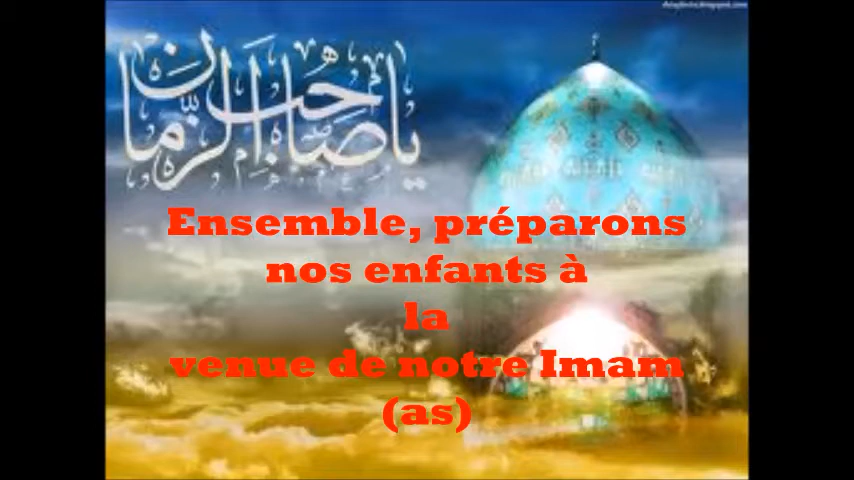 يا صاحب الزمان
Ensemble, préparons
nos enfants à
la
venue de notre Imam
(as)